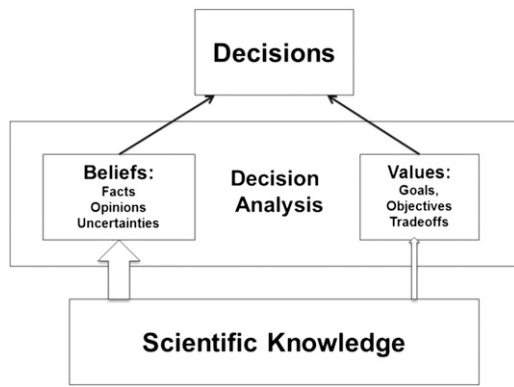 Decisions
Beliefs:
Facts
Opinions
Uncertainties
Decision
Analysis
Values:
Goals,
Objectives
Tradeoffs
Scientific Knowledge